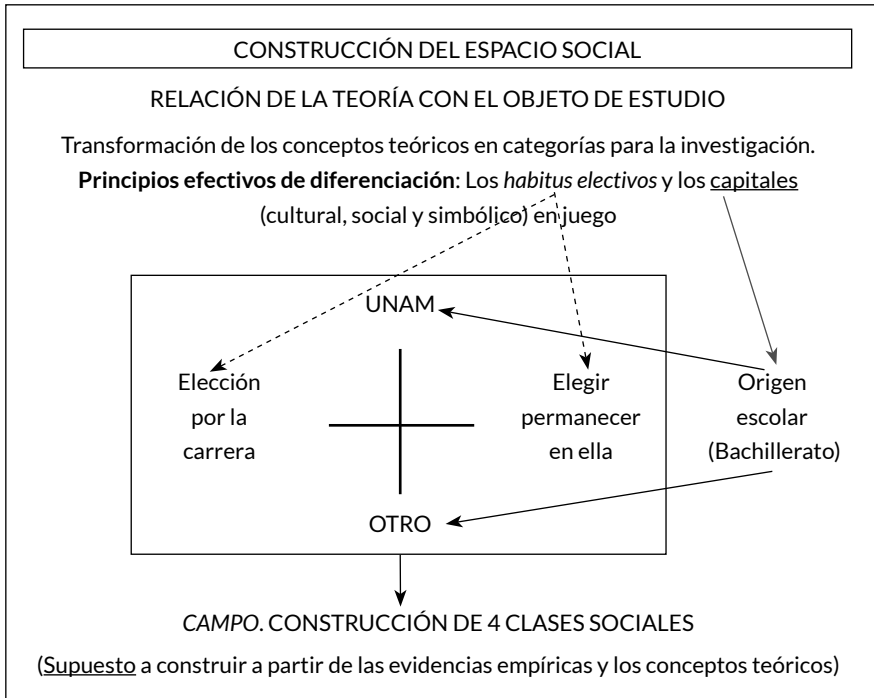 CONSTRUCCIÓN DEL ESPACIO SOCIAL
RELACIÓN DE LA TEORÍA CON EL OBJETO DE ESTUDIO
Transformación de los conceptos teóricos en categorías para la investigación.
Principios efectivos de diferenciación: Los habitus electivos y los capitales
(cultural, social y simbólico) en juego
UNAM
Elección
por la
carrera
Elegir
permanecer
en ella
Origen
escolar
(Bachillerato)
OTRO
CAMPO. CONSTRUCCIÓN DE 4 CLASES SOCIALES
(Supuesto a construir a partir de las evidencias empíricas y los conceptos teóricos)